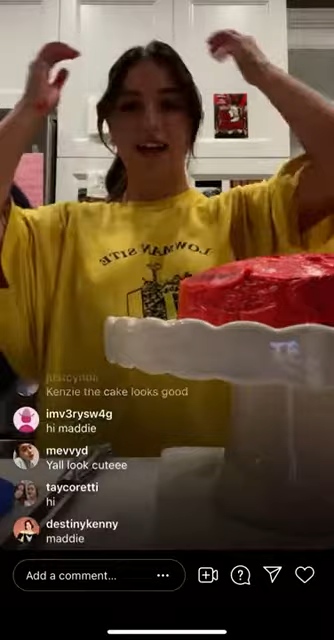 LOWMAN SITE
Kenzie the cake looks good
imv3rysw4g
hi maddie
mevvyd
Yall look cuteee
taycoretti
hi
destinykenny
maddie
Add a comment...